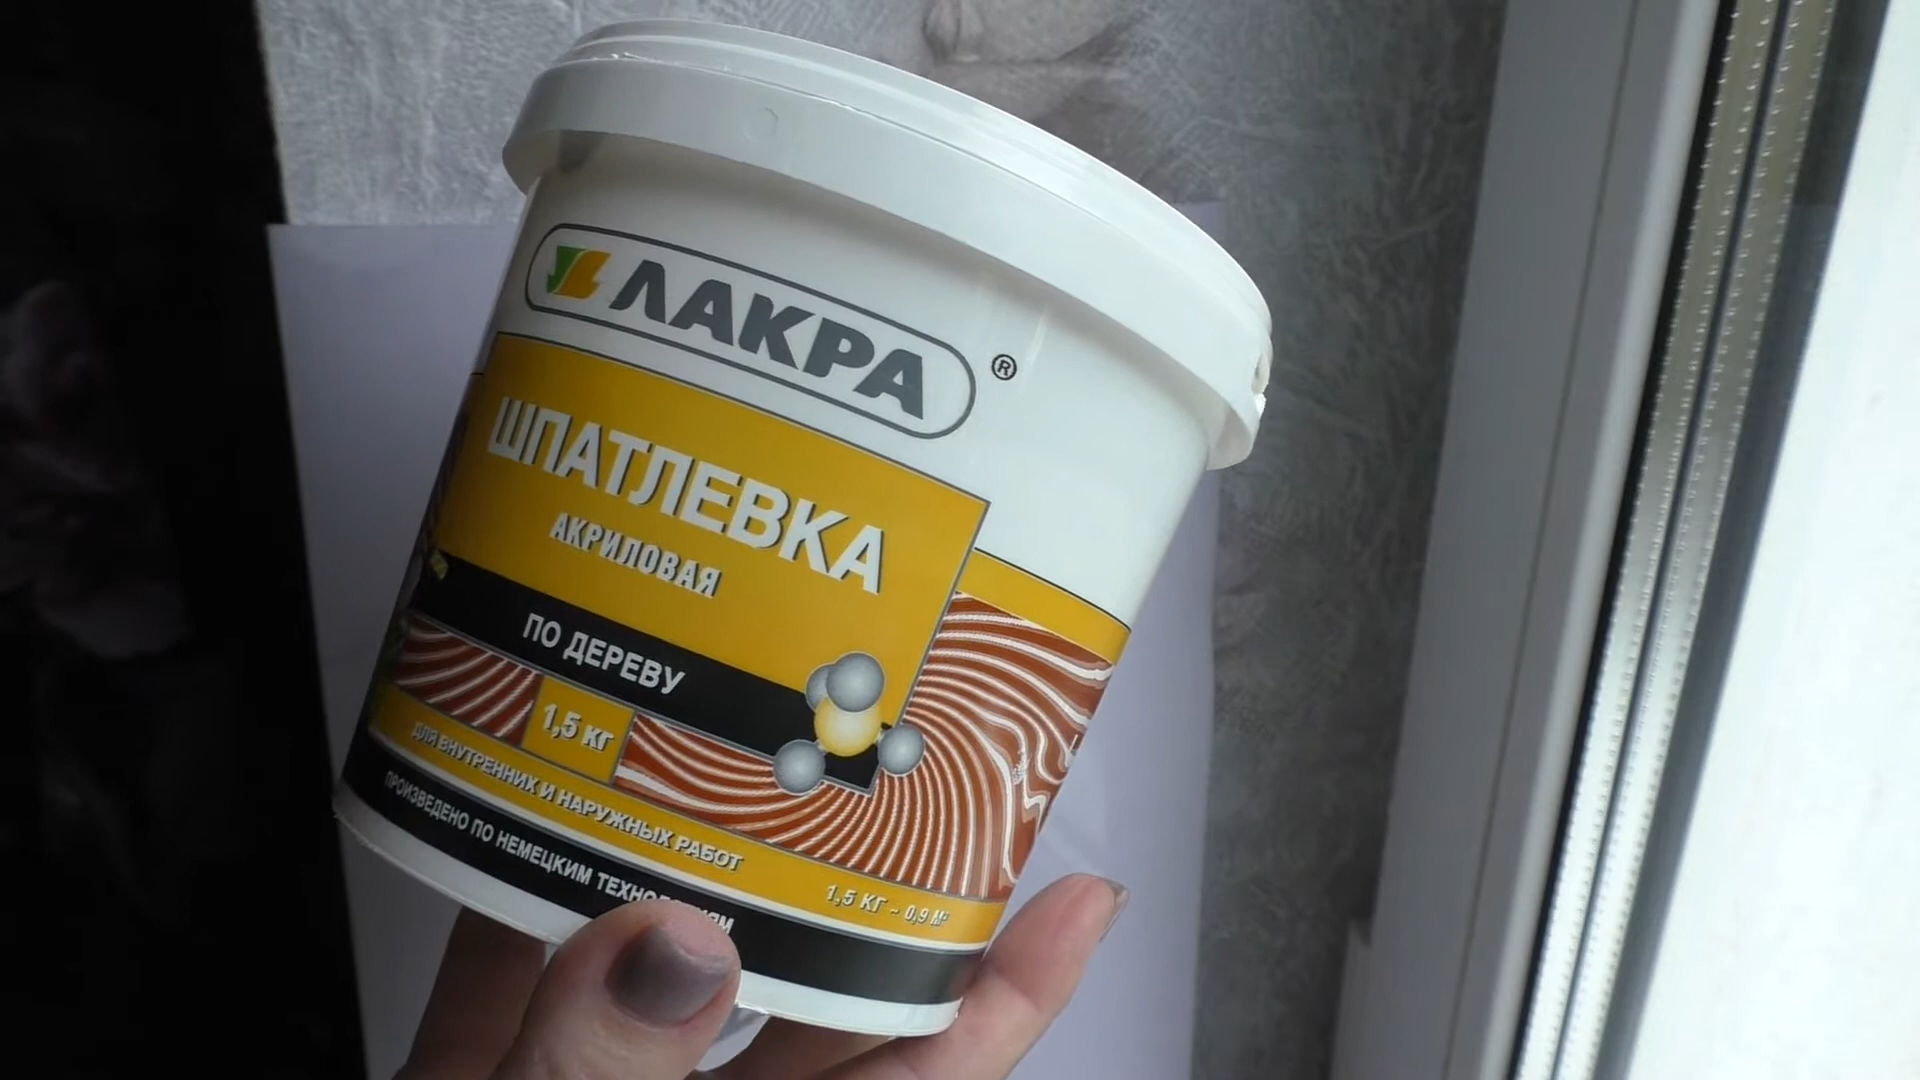 ЛАКРА ®
ШПАТЛЕВКА
АКРИЛОВАЯ
ПО ДЕРЕВУ
1,5 КГ
ДЛЯ ВНУТРЕННИХ И НАРУЖНЫХ РАБОТ
1,5 КГ ~ 0,9 М²
ПРОИЗВЕДЕНО ПО НЕМЕЦКИМ